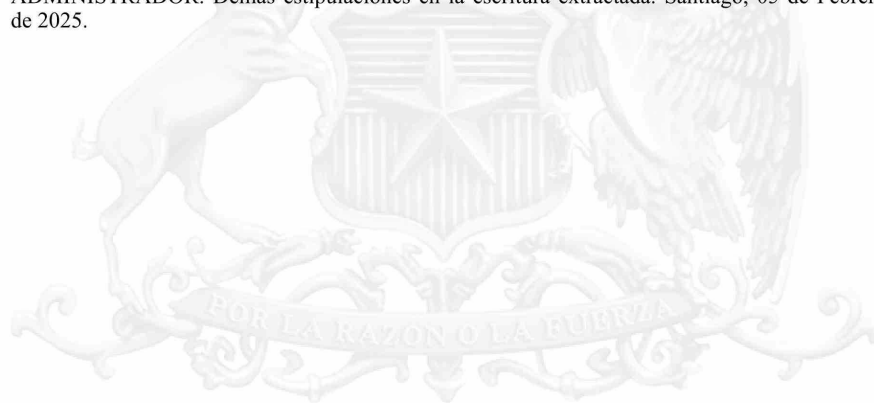 ADMINISTRADOR. Demás estipulaciones en la escritura extractada. Santiago, de Febrer
de 2025.
POR LA RAZON O LA FUERZA